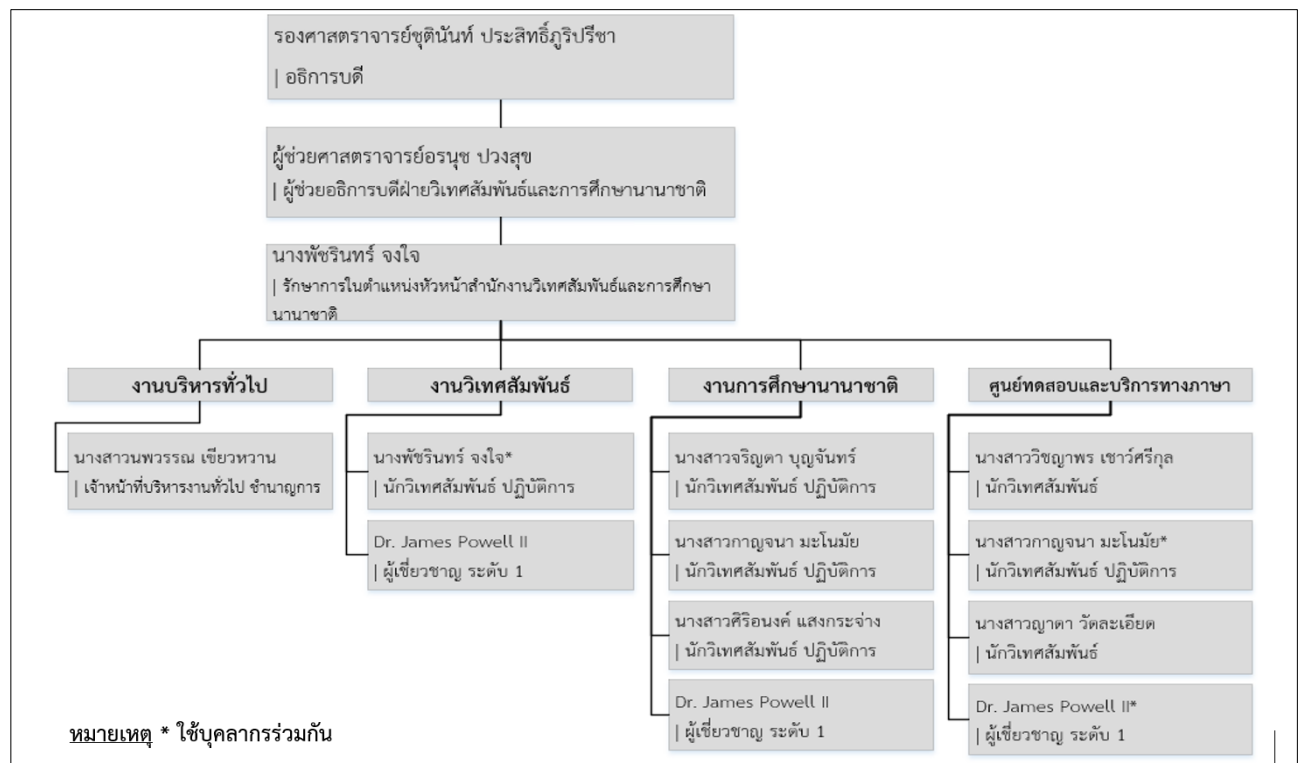 รองศาสตราจารย์ชุตินันท์ ประสิทธิ์ภูริปรีชา
| อธิการบดี
ผู้ช่วยศาสตราจารย์อรนุช ปวงสุข
| ผู้ช่วยอธิการบดีฝ่ายวิเทศสัมพันธ์และการศึกษานานาชาติ
นางพัชรินทร์ จงใจ
| รักษาการในตำแหน่งหัวหน้าสำนักงานวิเทศสัมพันธ์และการศึกษา
นานาชาติ
งานบริหารทั่วไป
นางสาวนพวรรณ เขียวหวาน
| เจ้าหน้าที่บริหารงานทั่วไป ชำนาญการ
งานวิเทศสัมพันธ์
นางพัชรินทร์ จงใจ*
| นักวิเทศสัมพันธ์ ปฏิบัติการ
Dr. James Powell II
| ผู้เชี่ยวชาญ ระดับ 1
งานการศึกษานานาชาติ
นางสาวจริญดา บุญจันทร์
| นักวิเทศสัมพันธ์ ปฏิบัติการ
นางสาวกาญจนา มะโนมัย
| นักวิเทศสัมพันธ์ ปฏิบัติการ
นางสาวศิริอนงค์ แสงกระจ่าง
| นักวิเทศสัมพันธ์ ปฏิบัติการ
Dr. James Powell II
| ผู้เชี่ยวชาญ ระดับ 1
ศูนย์ทดสอบและบริการทางภาษา
นางสาววิชญาพร เชาว์ศรีกุล
| นักวิเทศสัมพันธ์
นางสาวกาญจนา มะโนมัย*
| นักวิเทศสัมพันธ์ ปฏิบัติการ
นางสาวญาดา วัดละเอียด
| นักวิเทศสัมพันธ์
Dr. James Powell II*
| ผู้เชี่ยวชาญ ระดับ 1
หมายเหตุ * ใช้บุคลากรร่วมกัน